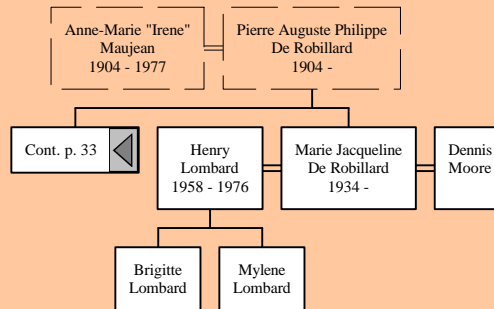 Anne-Marie "Irene"
Maujean
1904 - 1977
Pierre Auguste Philippe
De Robillard
1904 -
Cont. p. 33
Henry
Lombard
1958 - 1976
Marie Jacqueline
De Robillard
1934 -
Dennis
Moore
Brigitte
Lombard
Mylene
Lombard